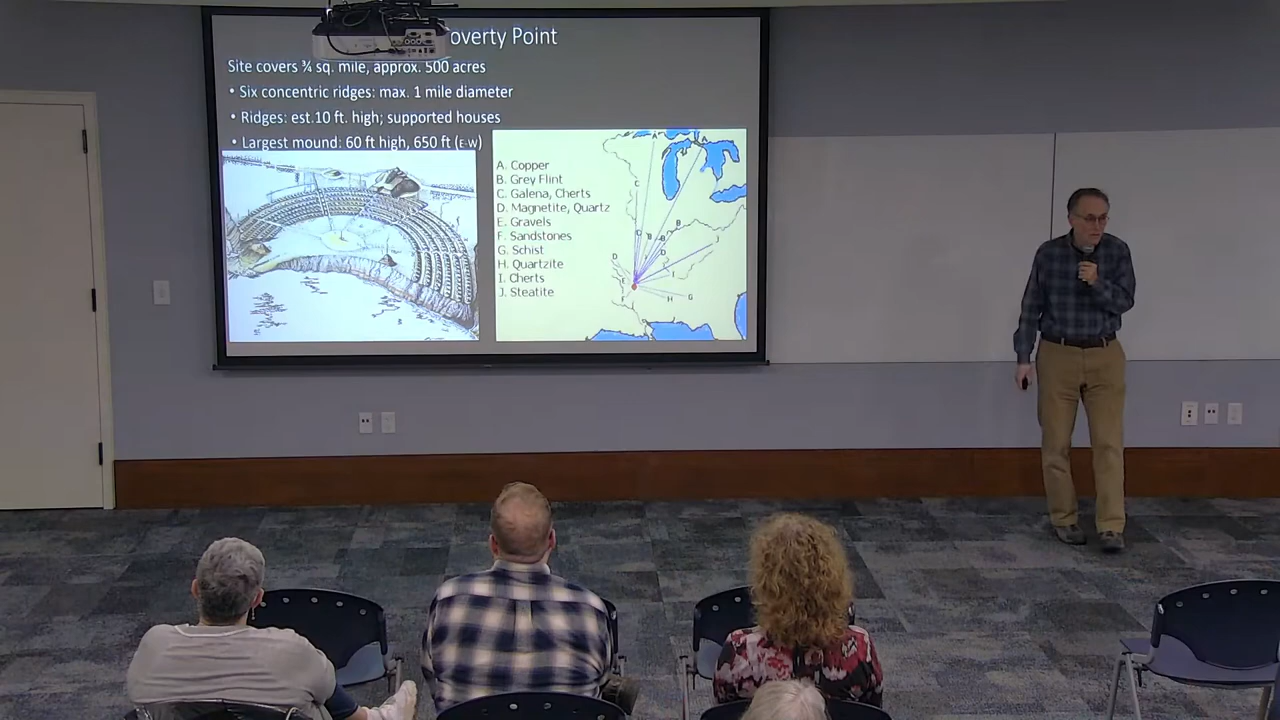 overty Point
Site covers ¾ sq. mile, approx. 500 acres
• Six concentric ridges: max. 1 mile diameter
• Ridges: est.10 ft. high; supported houses
• Largest mound: 60 ft high, 650 ft (E-W)
A. Copper
B. Grey Flint
C. Galena, Cherts
D. Magnetite, Quartz
E. Gravels
F. Sandstones
G. Schist
H. Quartzite
I. Cherts
J. Steatite
A
A
C
B
D
B
B
J
D
D
I
E
F
H
G